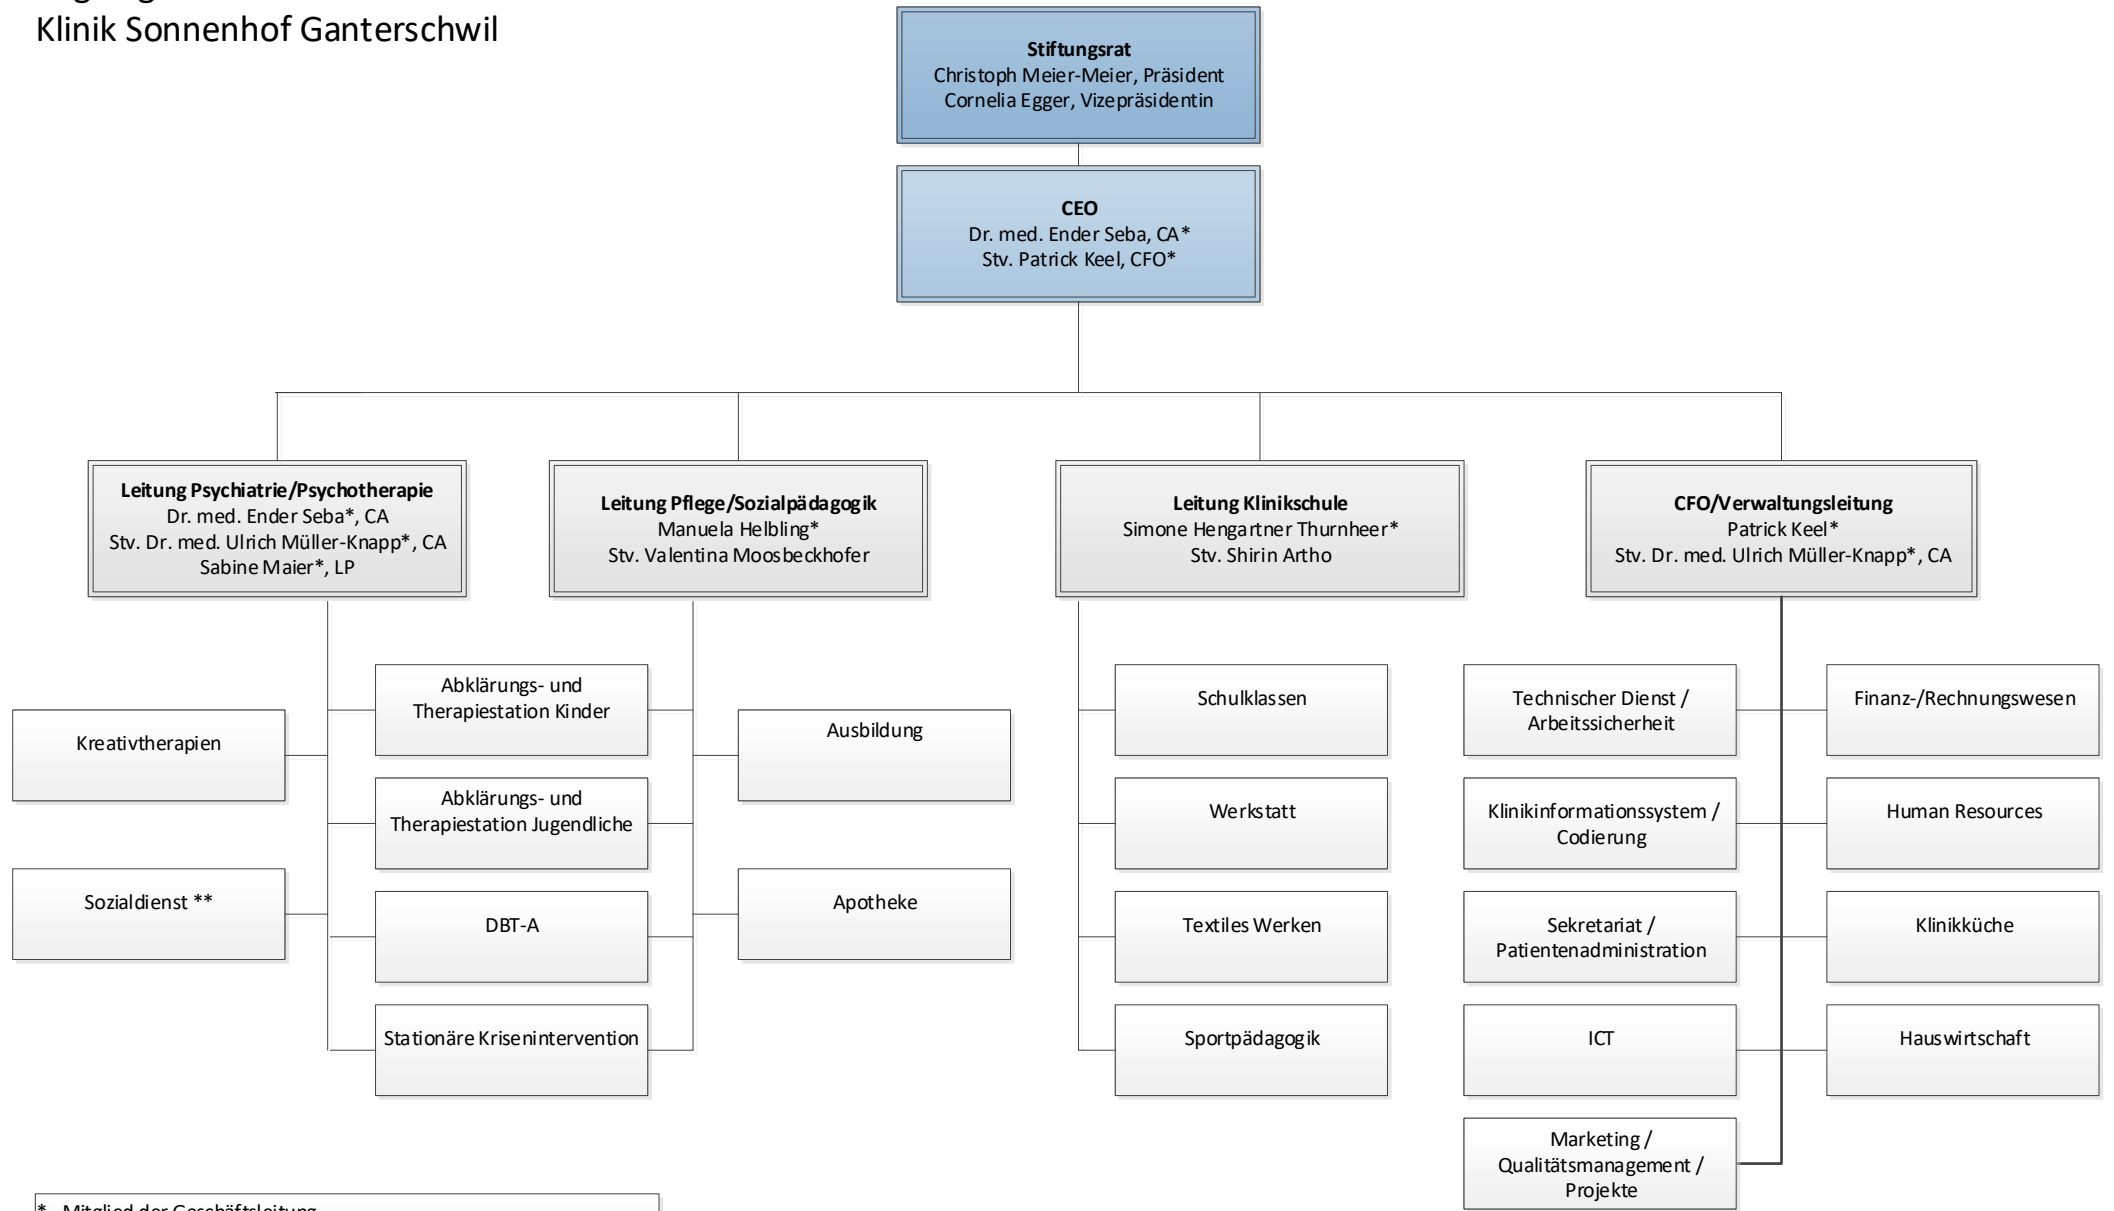 Klinik Sonnenhof Ganterschwil
Stiftungsrat
Christoph Meier-Meier, Präsident
Cornelia Egger, Vizepräsidentin
CEO
Dr. med. Ender Seba, CA*
Stv. Patrick Keel, CFO*
Leitung Psychiatrie/Psychotherapie
Dr. med. Ender Seba*, CA
Stv. Dr. med. Ulrich Müller-Knapp*, CA
Sabine Maier*, LP
Leitung Pflege/Sozialpädagogik
Manuela Helbling*
Stv. Valentina Moosbeckhofer
Leitung Klinikschule
Simone Hengartner Thurnheer*
Stv. Shirin Artho
CFO/Verwaltungsleitung
Patrick Keel*
Stv. Dr. med. Ulrich Müller-Knapp*, CA
Kreativtherapien
Sozialdienst **
Abklärungs- und
Therapiestation Kinder
Abklärungs- und
Therapiestation Jugendliche
DBT-A
Stationäre Krisenintervention
Ausbildung
Apotheke
Schulklassen
Werkstatt
Textiles Werken
Sportpädagogik
Technischer Dienst /
Arbeitssicherheit
Klinikinformationssystem /
Codierung
Sekretariat /
Patientenadministration
ICT
Marketing /
Qualitätsmanagement /
Projekte
Finanz-/Rechnungswesen
Human Resources
Klinikküche
Hauswirtschaft
* Mitglied der Geschäftsleitung